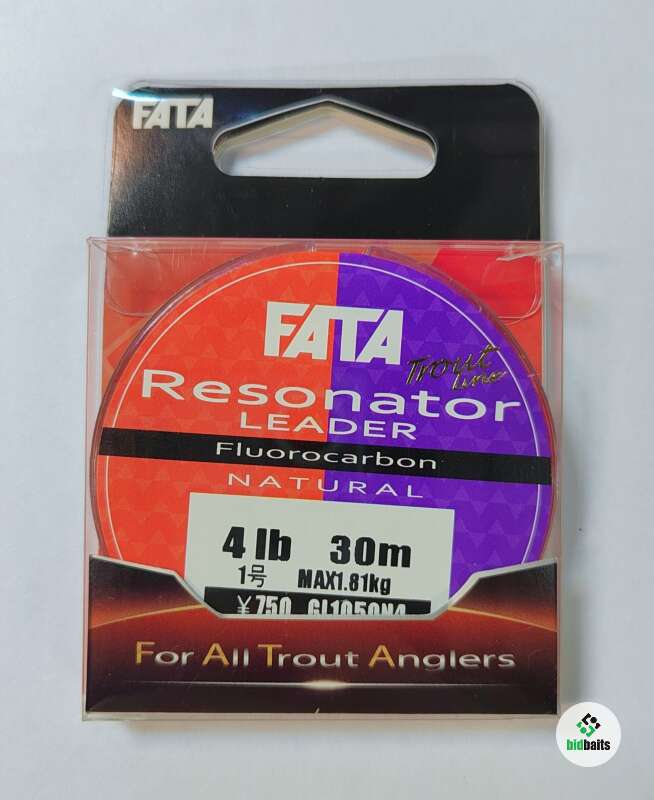 FATA
FATA
Trout Line
Resonator
LEADER
Fluorocarbon
NATURAL
4 lb 30m
1号 MAX1.81kg
¥750 GL1050N4
For All Trout Anglers
bidbaits